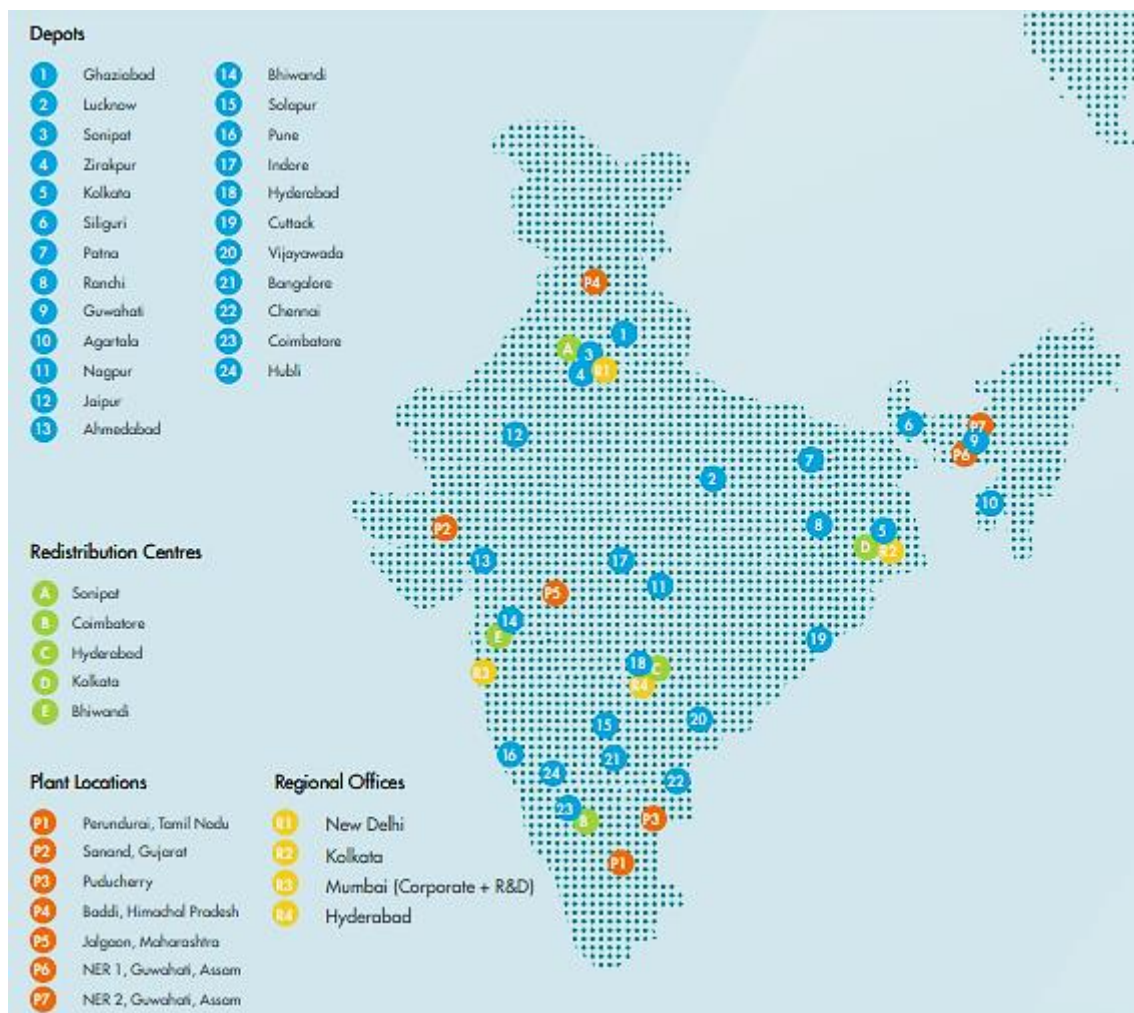 Depots
1 Ghaziabad
2 Lucknow
3 Sonipat
4 Zirakpur
5 Kolkata
6 Siliguri
7 Patna
8 Ranchi
9 Guwahati
10 Agartala
11 Nagpur
12 Jaipur
13 Ahmedabad
14 Bhiwandi
15 Solapur
16 Pune
17 Indore
18 Hyderabad
19 Cuttack
20 Vijayawada
21 Bangalore
22 Chennai
23 Coimbatore
24 Hubli
Redistribution Centres
A Sonipat
B Coimbatore
C Hyderabad
D Kolkata
E Bhiwandi
Plant Locations
P1 Perundurai, Tamil Nadu
P2 Sanand, Gujarat
P3 Puducherry
P4 Baddi, Himachal Pradesh
P5 Jalgaon, Maharashtra
P6 NER 1, Guwahati, Assam
P7 NER 2, Guwahati, Assam
Regional Offices
R1 New Delhi
R2 Kolkata
R3 Mumbai (Corporate + R&D)
R4 Hyderabad
P4
1
A
3
4 R1
12
6
P7
9
P6
7
2
10
P2
8
5
D R2
13
17
11
P5
14
E
19
18 C
R3
R4
15
20
16
21
24
22
23
B
P3
P1